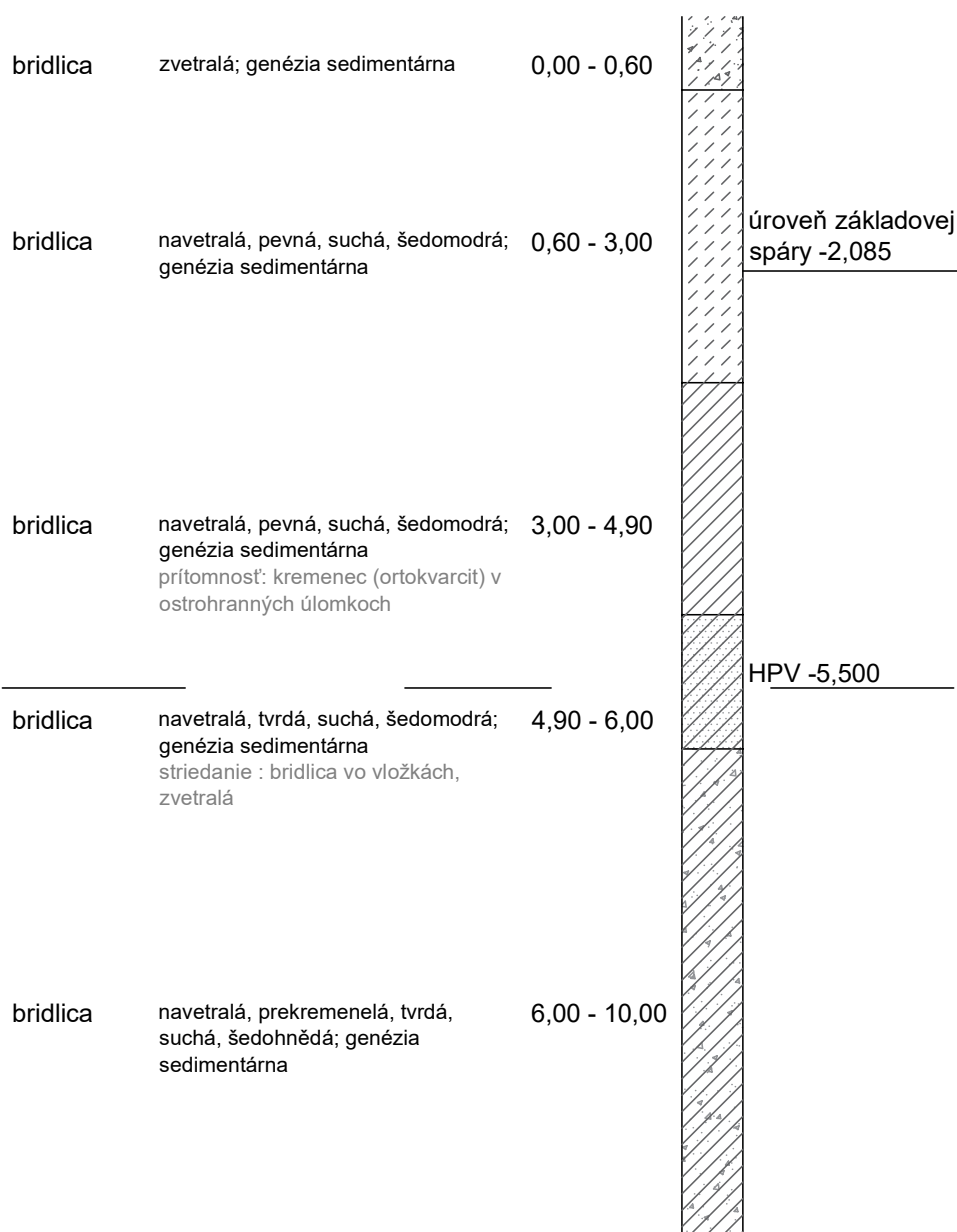 bridlica
zvetralá; genézia sedimentárna
0,00 - 0,60
bridlica
navetralá, pevná, suchá, šedomodrá;
genézia sedimentárna
0,60 - 3,00
úroveň základovej
spáry -2,085
bridlica
navetralá, pevná, suchá, šedomodrá;
genézia sedimentárna
prítomnosť: kremenec (ortokvarcit) v
ostrohranných úlomkoch
3,00 - 4,90
HPV -5,500
bridlica
navetralá, tvrdá, suchá, šedomodrá;
genézia sedimentárna
striedanie : bridlica vo vložkách,
zvetralá
4,90 - 6,00
bridlica
navetralá, prekremenelá, tvrdá,
suchá, šedohnědá; genézia
sedimentárna
6,00 - 10,00